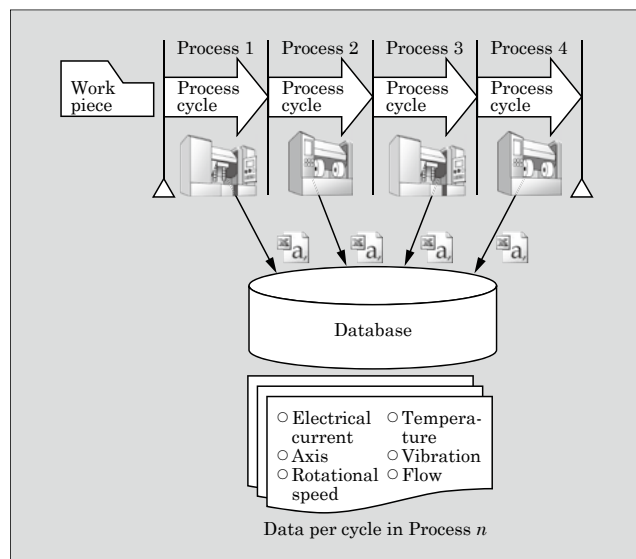 Process 1 Process 2 Process 3 Process 4
Work
piece
Process
cycle
Process
cycle
Process
cycle
Process
cycle
a,
a,
a,
a,
Database
○ Electrical
current
○ Axis
○ Rotational
speed
○ Tempera-
ture
○ Vibration
○ Flow
Data per cycle in Process n